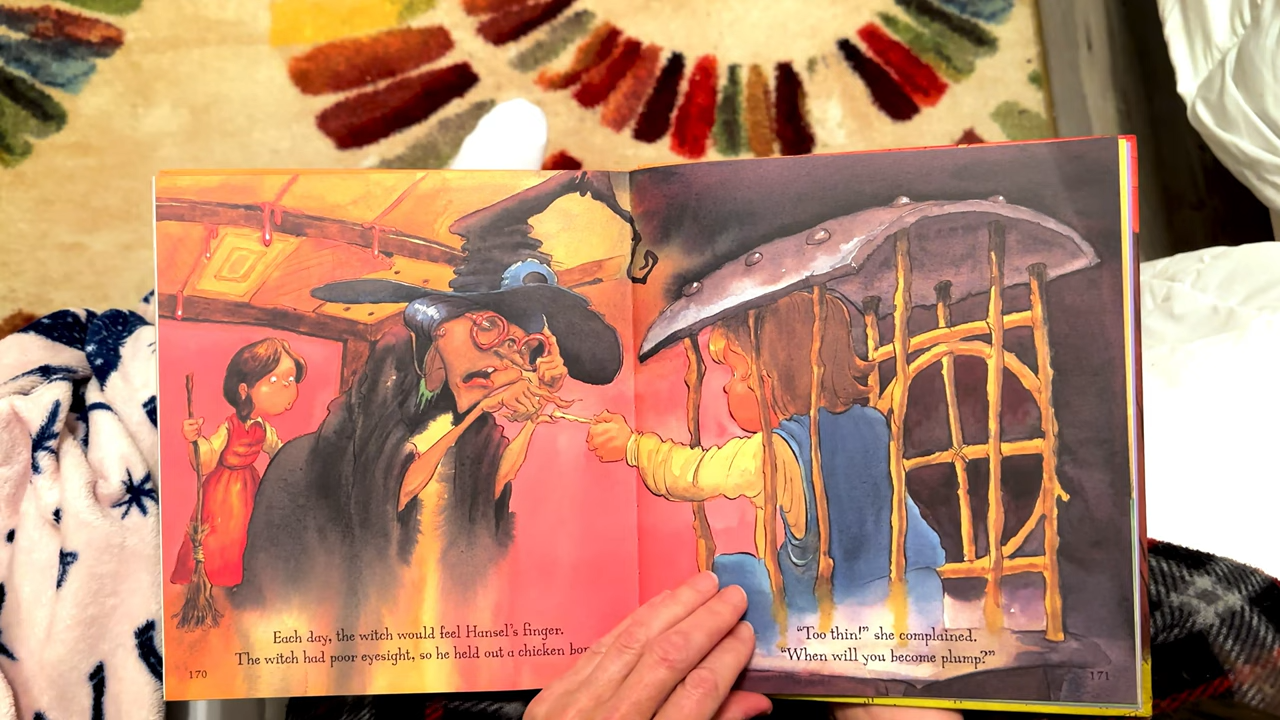 Each day, the witch would feel Hansel's finger.
The witch had poor eyesight, so he held out a chicken
170
"Too thin!" she complained.
"When will you become plump?"
171